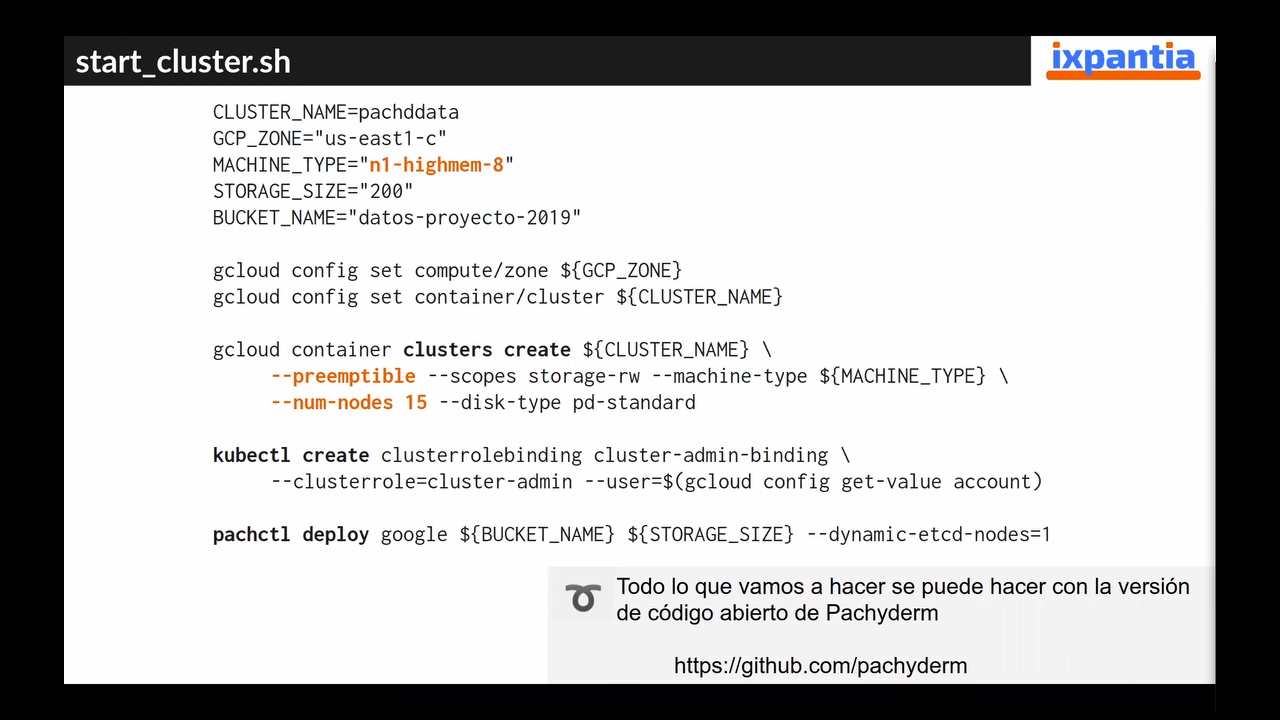 start_cluster.sh
ixpantia
CLUSTER_NAME=pachddata
GCP_ZONE="us-east1-c"
MACHINE_TYPE="n1-highmem-8"
STORAGE_SIZE="200"
BUCKET_NAME="datos-proyecto-2019"
gcloud config set compute/zone ${GCP_ZONE}
gcloud config set container/cluster ${CLUSTER_NAME}
gcloud container clusters create ${CLUSTER_NAME} \
--preemptible --scopes storage-rw --machine-type ${MACHINE_TYPE} \
--num-nodes 15 --disk-type pd-standard
kubectl create clusterrolebinding cluster-admin-binding \
--clusterrole=cluster-admin --user=$(gcloud config get-value account)
pachctl deploy google ${BUCKET_NAME} ${STORAGE_SIZE} --dynamic-etcd-nodes=1
Todo lo que vamos a hacer se puede hacer con la versión
de código abierto de Pachyderm
https://github.com/pachyderm